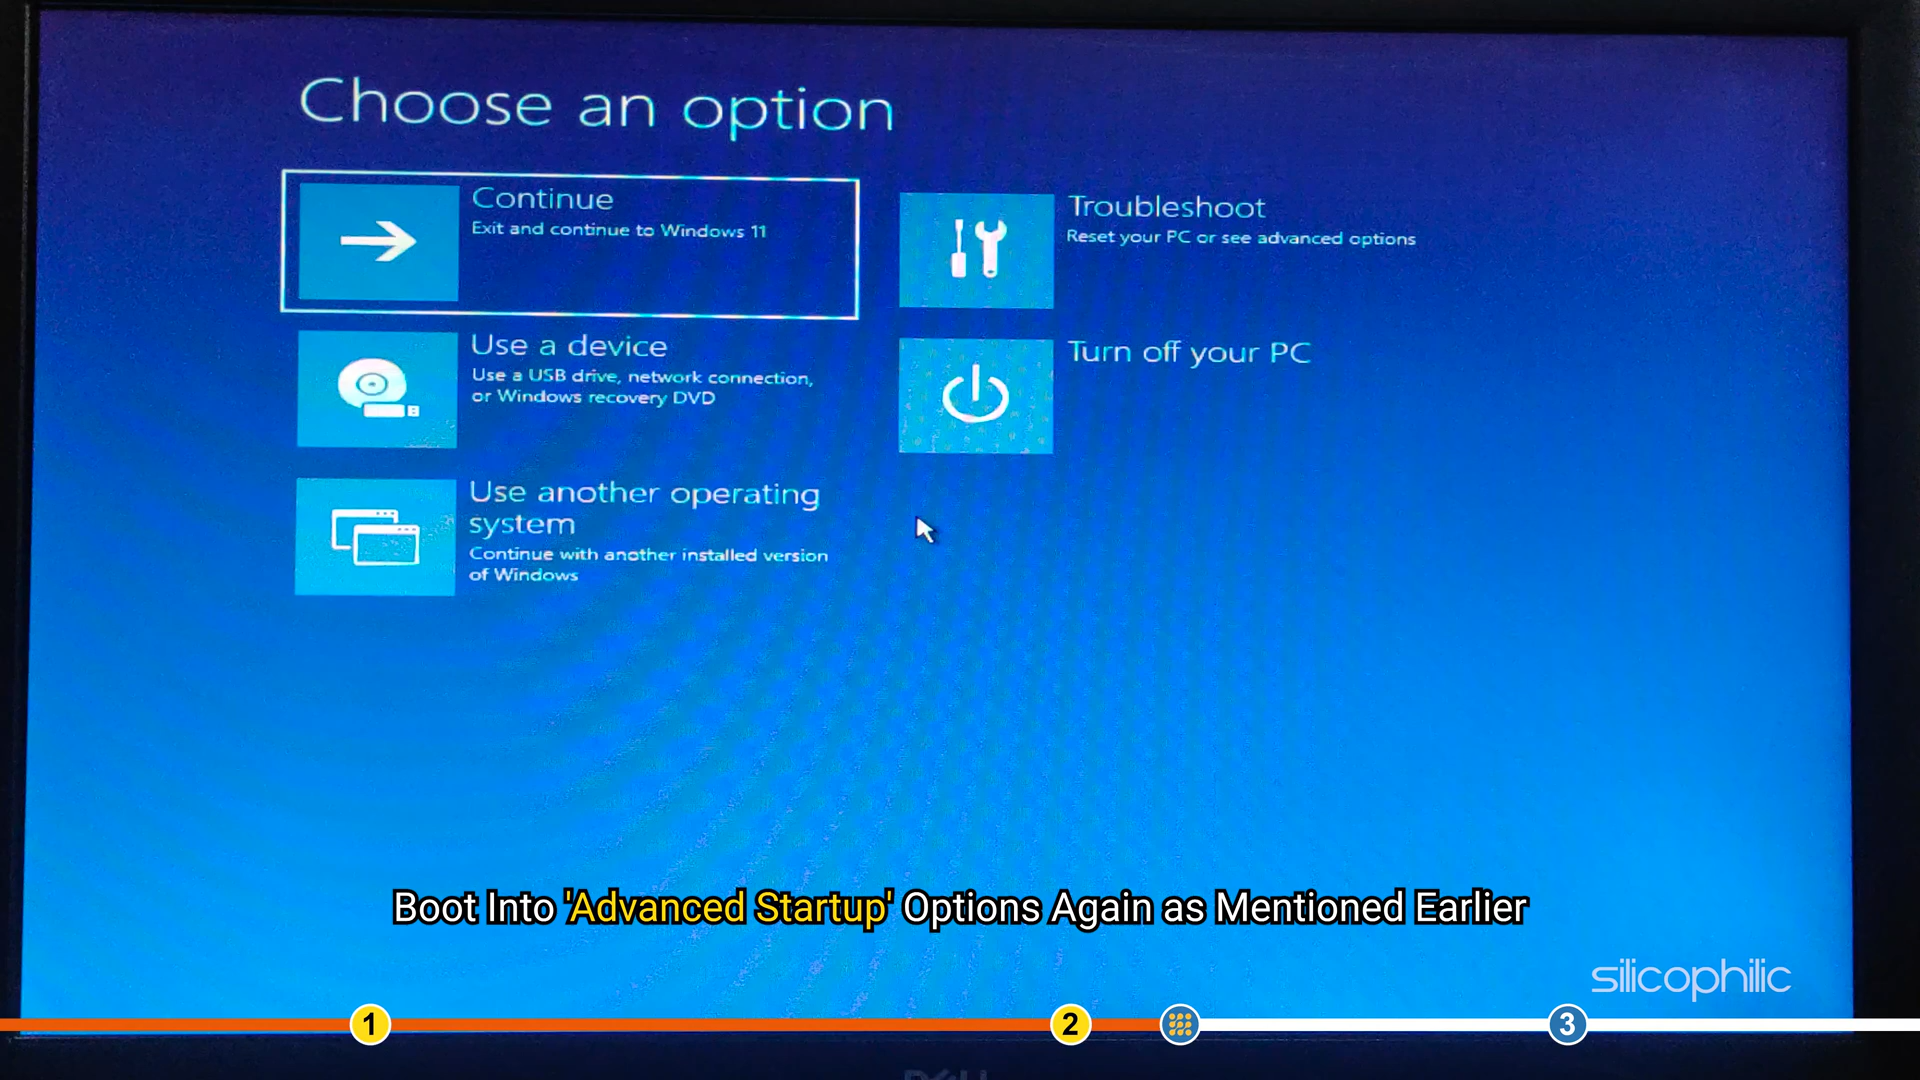 Choose an option
Continue
Exit and continue to Windows 11
Troubleshoot
Reset your PC or see advanced options
Use a device
Use a USB drive, network connection,
or Windows recovery DVD
Turn off your PC
Use another operating
system
Continue with another installed version
of Windows
Boot Into 'Advanced Startup' Options Again as Mentioned Earlier
silicophilic
1
2
3